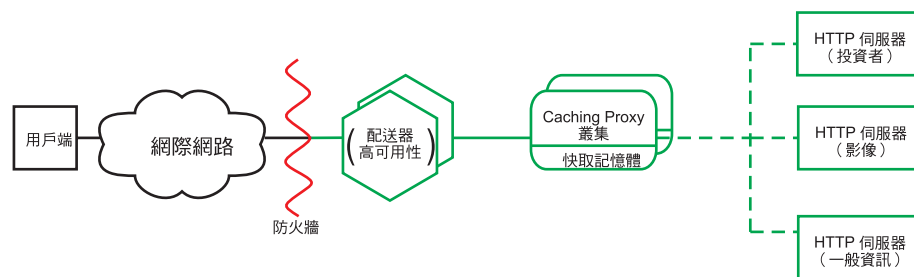 用戶端
網際網路
防火牆
(配送器
高可用性)
Caching Proxy
叢集
快取記憶體
HTTP 伺服器
(投資者)
HTTP 伺服器
(影像)
HTTP 伺服器
(一般資訊)